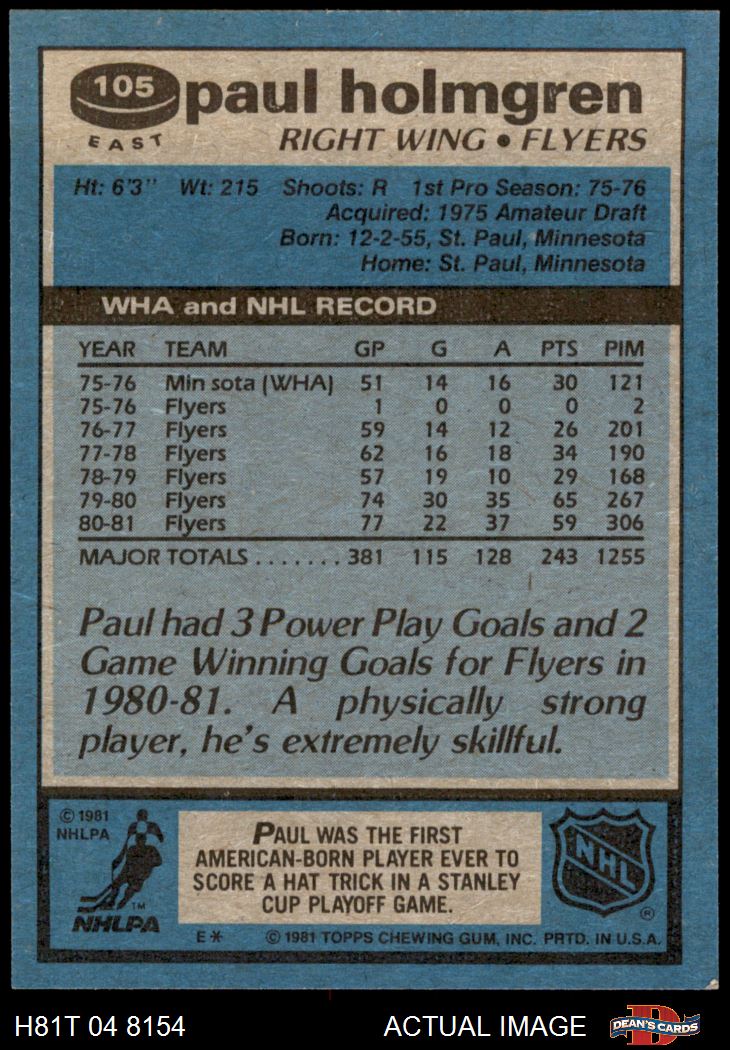 105
EAST
paul holmgren
RIGHT WING • FLYERS
Ht: 6'3" Wt: 215 Shoots: R 1st Pro Season: 75-76
Acquired: 1975 Amateur Draft
Born: 12-2-55, St. Paul, Minnesota
Home: St. Paul, Minnesota
WHA and NHL RECORD
YEAR TEAM GP G A PTS PIM
75-76 Min sota (WHA) 51 14 16 30 121
75-76 Flyers 1 0 0 0 2
76-77 Flyers 59 14 12 26 201
77-78 Flyers 62 16 18 34 190
78-79 Flyers 57 19 10 29 168
79-80 Flyers 74 30 35 65 267
80-81 Flyers 77 22 37 59 306
MAJOR TOTALS . . . . . . . 381 115 128 243 1255
Paul had 3 Power Play Goals and 2
Game Winning Goals for Flyers in
1980-81. A physically strong
player, he's extremely skillful.
© 1981
NHLPA
TM
NHLPA
PAUL WAS THE FIRST
AMERICAN-BORN PLAYER EVER TO
SCORE A HAT TRICK IN A STANLEY
CUP PLAYOFF GAME.
NHL
®
E * © 1981 TOPPS CHEWING GUM, INC. PRTD. IN U.S.A.
H81T 04 8154 ACTUAL IMAGE
D
DEAN'S CARDS